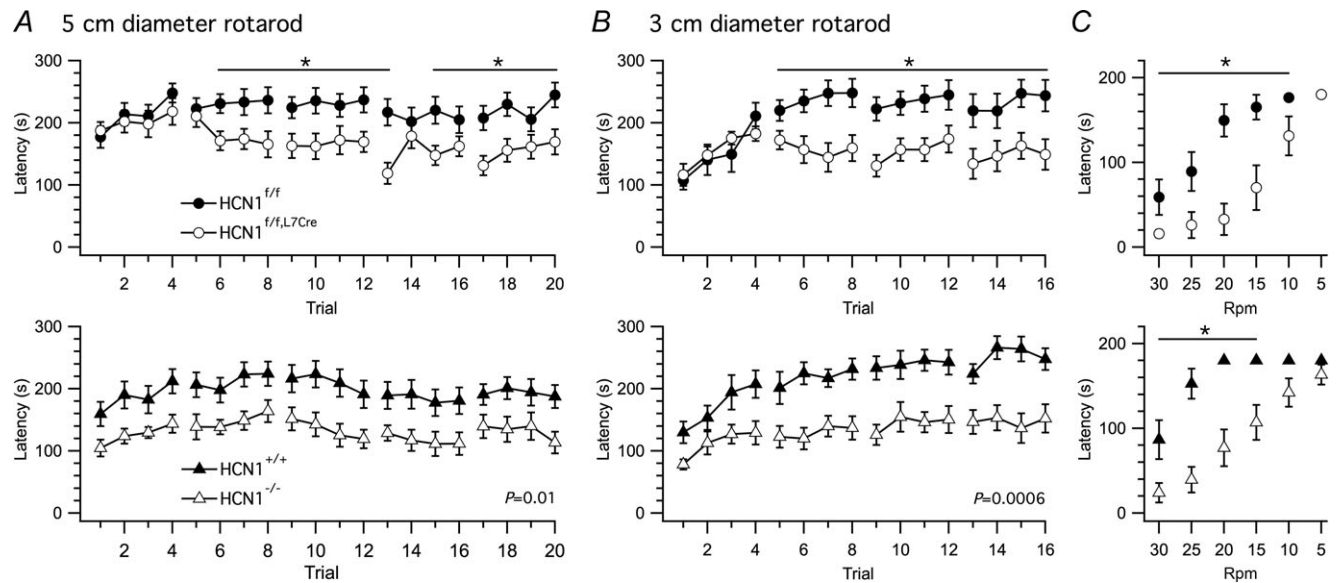 A 5 cm diameter rotarod
B 3 cm diameter rotarod
C
300
200
100
0
Latency (s)
*
*
HCN1f/f
HCN1f/f,L7Cre
2 4 6 8 10 12 14 16 18 20
Trial
300
200
100
0
Latency (s)
*
2 4 6 8 10 12 14 16
Trial
200
100
0
Latency (s)
*
30 25 20 15 10 5
Rpm
300
200
100
0
Latency (s)
HCN1+/+
HCN1-/-
P=0.01
2 4 6 8 10 12 14 16 18 20
Trial
300
200
100
0
Latency (s)
P=0.0006
2 4 6 8 10 12 14 16
Trial
200
100
0
Latency (s)
*
30 25 20 15 10 5
Rpm